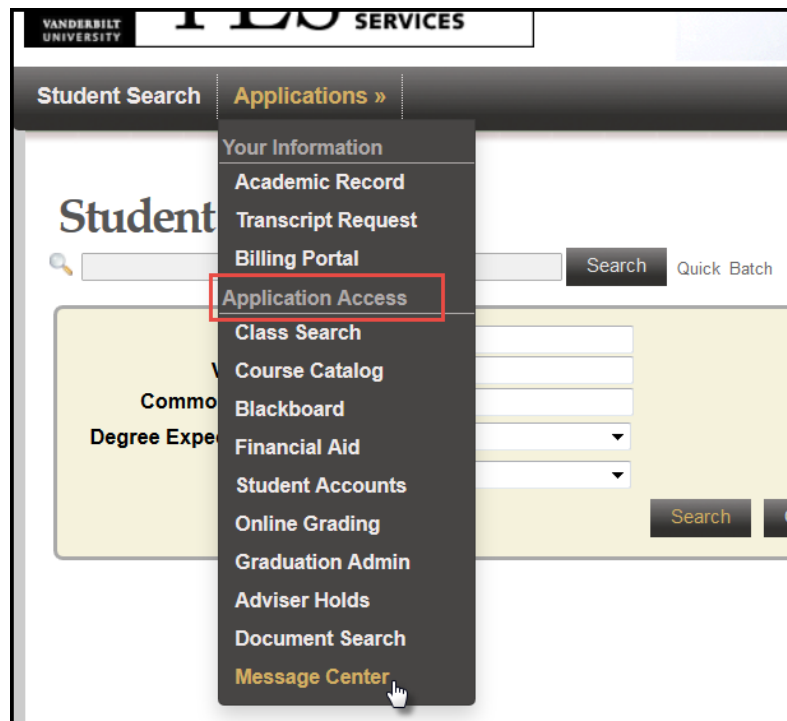 VANDERBILT
UNIVERSITY
YES SERVICES
Student Search
Applications »
Your Information
Academic Record
Transcript Request
Billing Portal
Application Access
Class Search
Course Catalog
Blackboard
Financial Aid
Student Accounts
Online Grading
Graduation Admin
Adviser Holds
Document Search
Message Center
Student
Search
Quick Batch
Commo
Degree Expe
Search